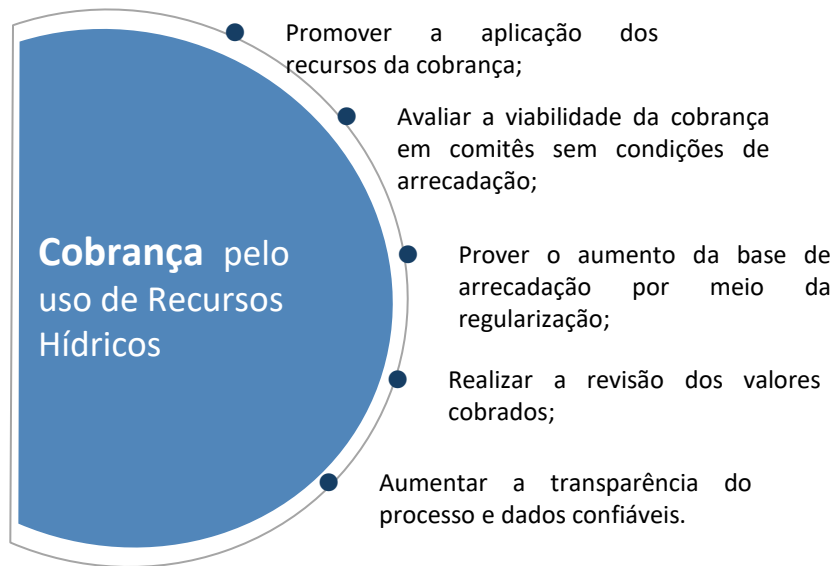 Promover a aplicação dos
recursos da cobrança;
Avaliar a viabilidade da cobrança
em comitês sem condições de
arrecadação;
Cobrança pelo
uso de Recursos
Hídricos
Prover o aumento da base de
arrecadação por meio da
regularização;
Realizar a revisão dos valores
cobrados;
Aumentar a transparência do
processo e dados confiáveis.